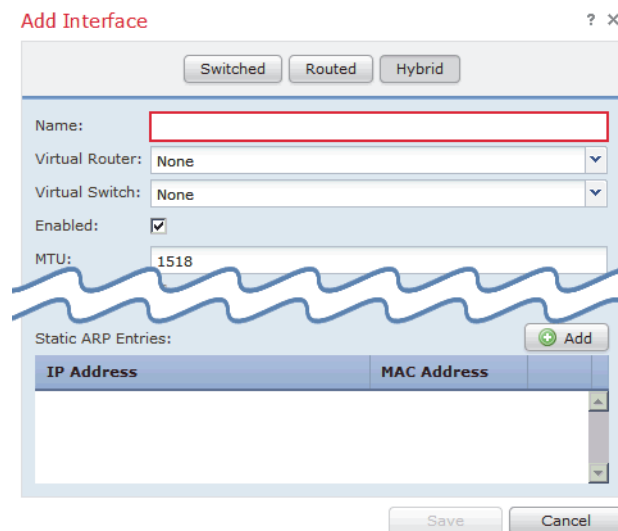 Add Interface ? X
Switched Routed Hybrid
Name:
Virtual Router: None
Virtual Switch: None
Enabled:
MTU: 1518
Static ARP Entries: Add
IP Address MAC Address
Save Cancel